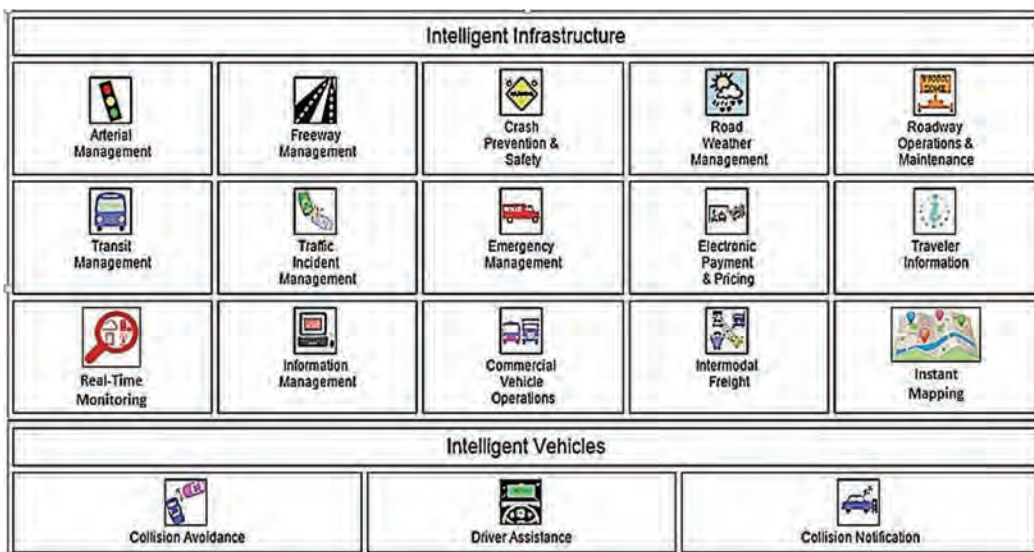 Intelligent Infrastructure
Arterial
Management
Freeway
Management
Crash
Prevention &
Safety
Road
Weather
Management
Roadway
Operations &
Maintenance
Transit
Management
Traffic
Incident
Management
Emergency
Management
Electronic
Payment
& Pricing
Traveler
Information
Real-Time
Monitoring
Information
Management
Commercial
Vehicle
Operations
Intermodal
Freight
Instant
Mapping
Intelligent Vehicles
Collision Avoidance
Driver Assistance
Collision Notification